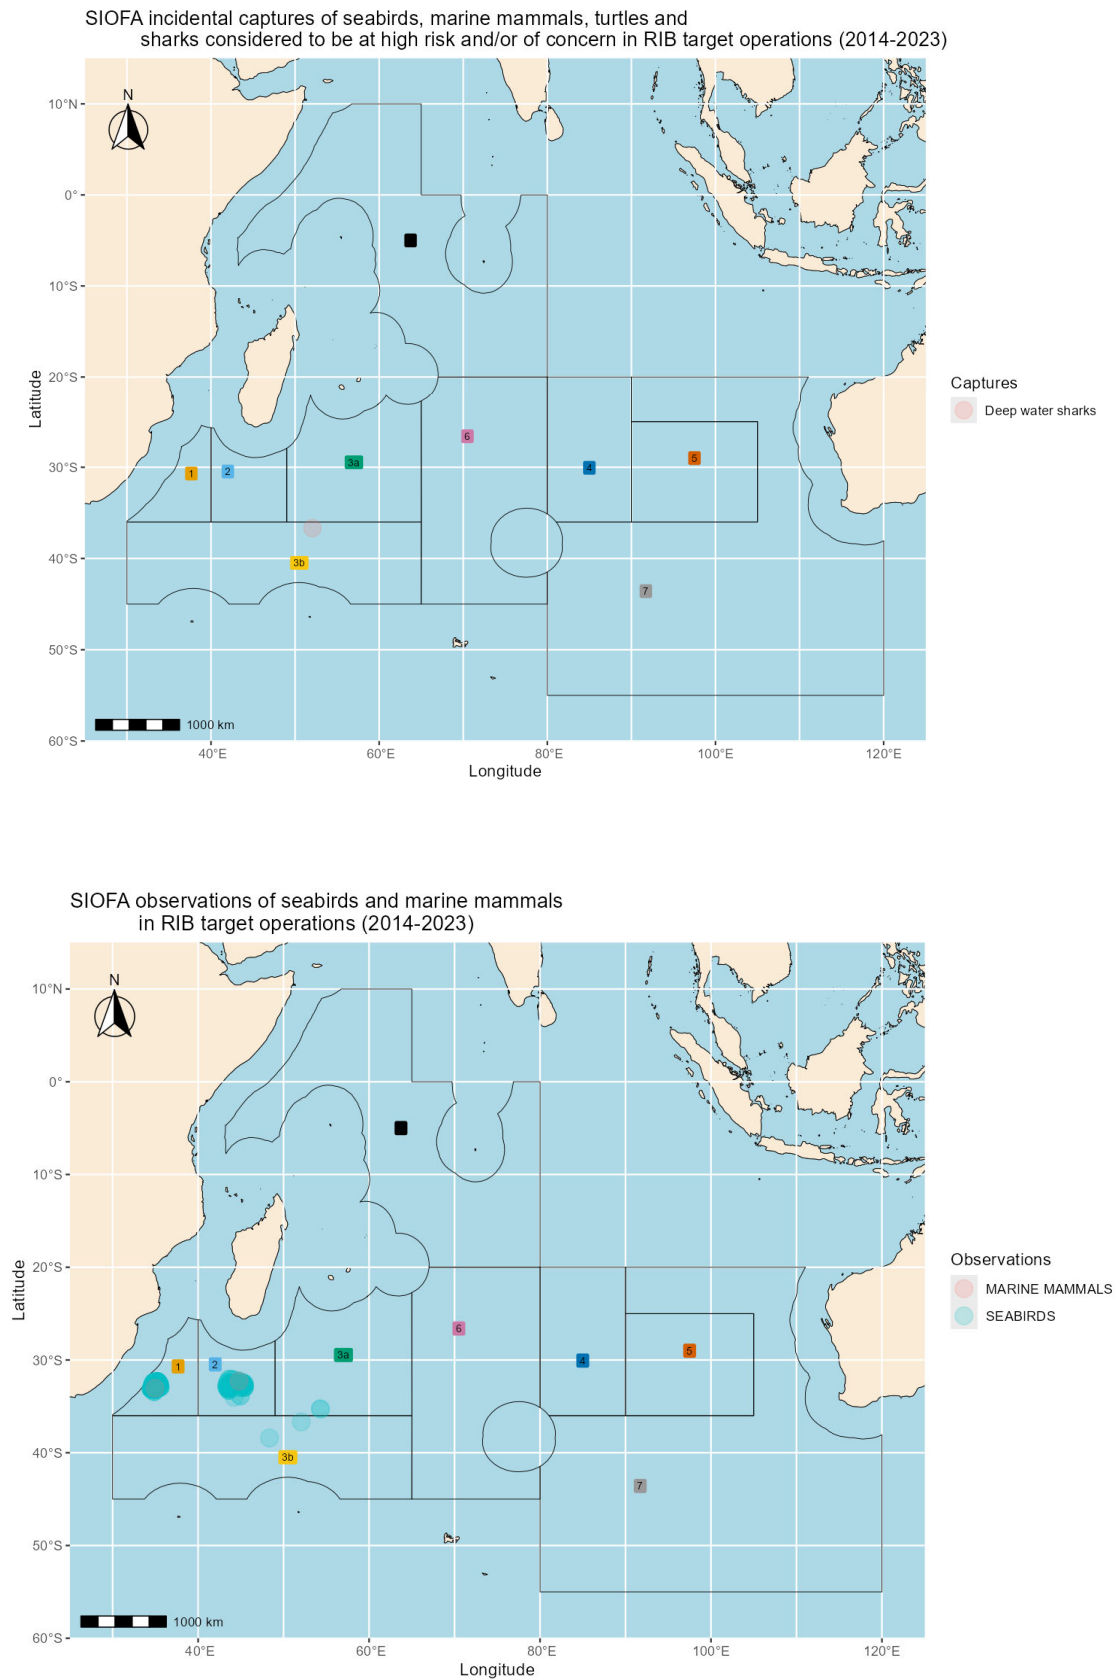 SIOFA incidental captures of seabirds, marine mammals, turtles and
sharks considered to be at high risk and/or of concern in RIB target operations (2014-2023)
N
10°N
0°
10°S
20°S
30°S
40°S
50°S
60°S
Latitude
1
2
3a
3b
4
5
6
7
1000 km
40°E
60°E
80°E
100°E
120°E
Longitude
Captures
Deep water sharks
SIOFA observations of seabirds and marine mammals
in RIB target operations (2014-2023)
N
10°N
0°
10°S
20°S
30°S
40°S
50°S
60°S
Latitude
1
2
3a
3b
4
5
6
7
1000 km
40°E
60°E
80°E
100°E
120°E
Longitude
Observations
MARINE MAMMALS
SEABIRDS